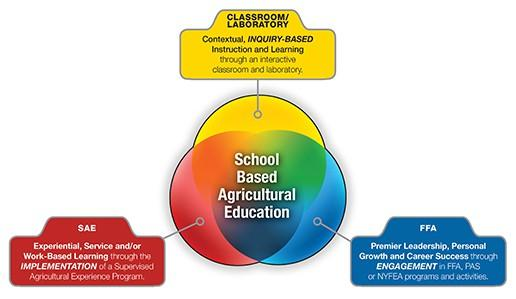 CLASSROOM/
LABORATORY
Contextual, INQUIRY-BASED
Instruction and Learning
through an interactive
classroom and laboratory.
School
Based
Agricultural
Education
SAE
Experiential, Service and/or
Work-Based Learning through the
IMPLEMENTATION of a Supervised
Agricultural Experience Program.
FFA
Premier Leadership, Personal
Growth and Career Success through
ENGAGEMENT in FFA, PAS
or NYFEA programs and activities.